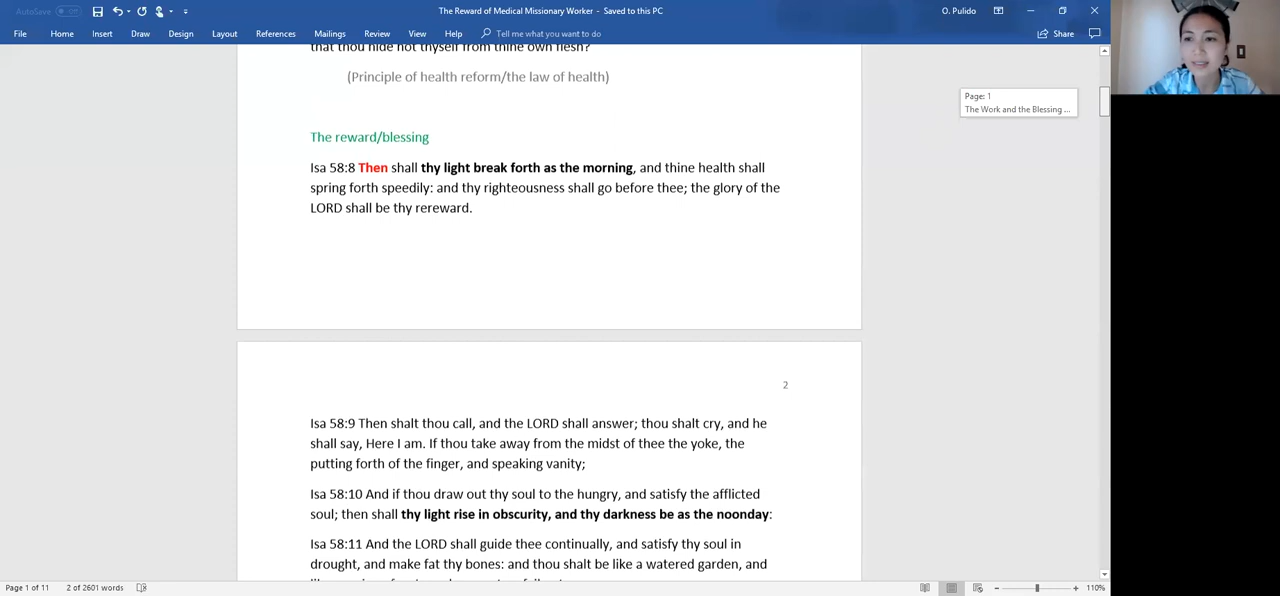 AutoSave Off
The Reward of Medical Missionary Worker - Saved to this PC
O. Pulido
File Home Insert Draw Design Layout References Mailings Review View Help Tell me what you want to do Share
that thou hide not thyself from thine own flesh?
(Principle of health reform/the law of health)
Page: 1
The Work and the Blessing ...
The reward/blessing
Isa 58:8 Then shall thy light break forth as the morning, and thine health shall
spring forth speedily: and thy righteousness shall go before thee; the glory of the
LORD shall be thy rereward.
2
Isa 58:9 Then shalt thou call, and the LORD shall answer; thou shalt cry, and he
shall say, Here I am. If thou take away from the midst of thee the yoke, the
putting forth of the finger, and speaking vanity;
Isa 58:10 And if thou draw out thy soul to the hungry, and satisfy the afflicted
soul; then shall thy light rise in obscurity, and thy darkness be as the noonday:
Isa 58:11 And the LORD shall guide thee continually, and satisfy thy soul in
drought, and make fat thy bones: and thou shalt be like a watered garden, and
Page 1 of 11 2 of 2601 words 110%